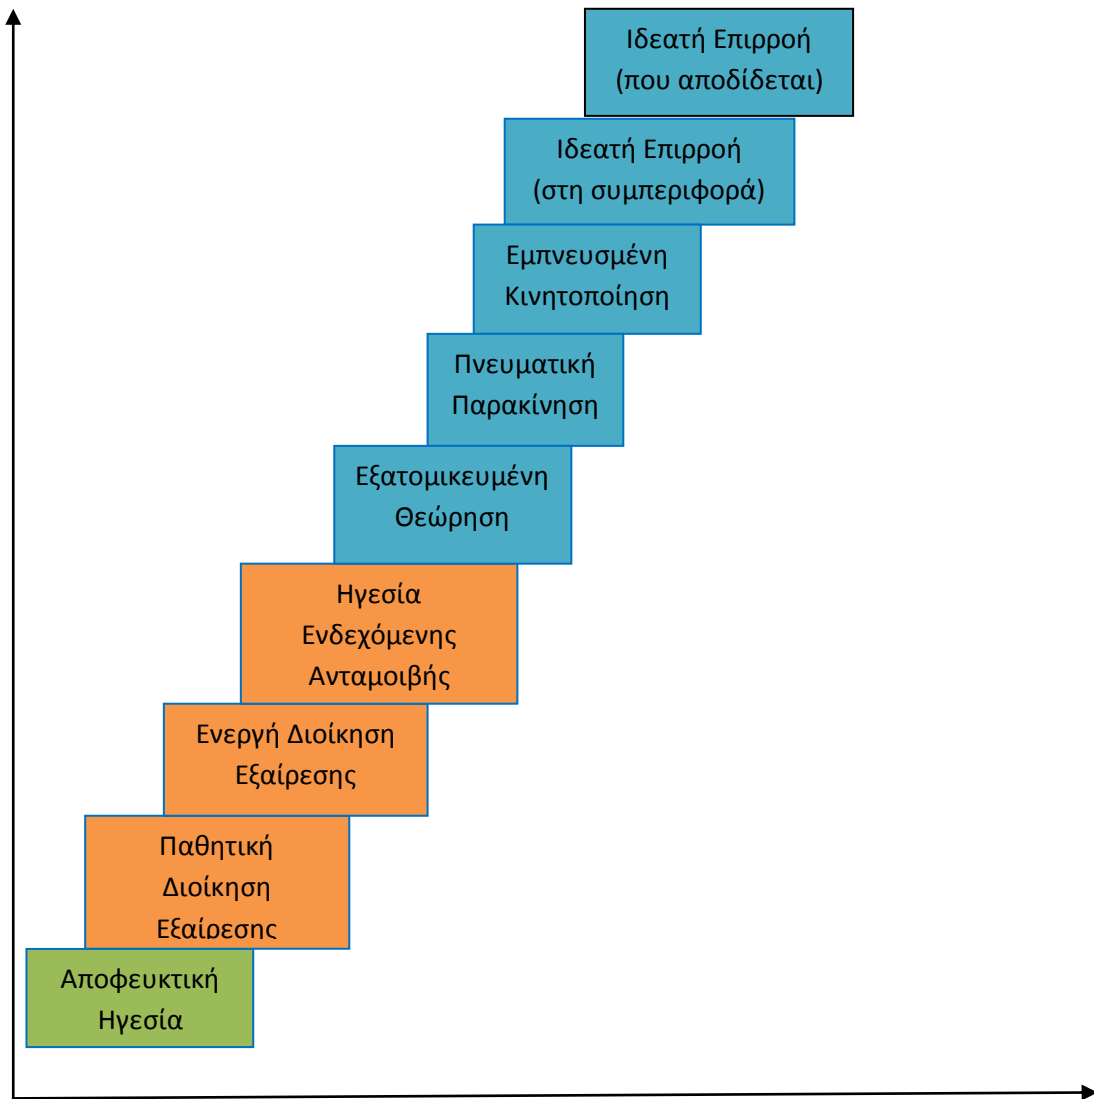 Ιδεατή Επιρροή
(που αποδίδεται)
Ιδεατή Επιρροή
(στη συμπεριφορά)
Εμπνευσμένη
Κινητοποίηση
Πνευματική
Παρακίνηση
Εξατομικευμένη
Θεώρηση
Ηγεσία
Ενδεχόμενης
Ανταμοιβής
Ενεργή Διοίκηση
Εξαίρεσης
Παθητική
Διοίκηση
Εξαίρεσης
Αποφευκτική
Ηγεσία